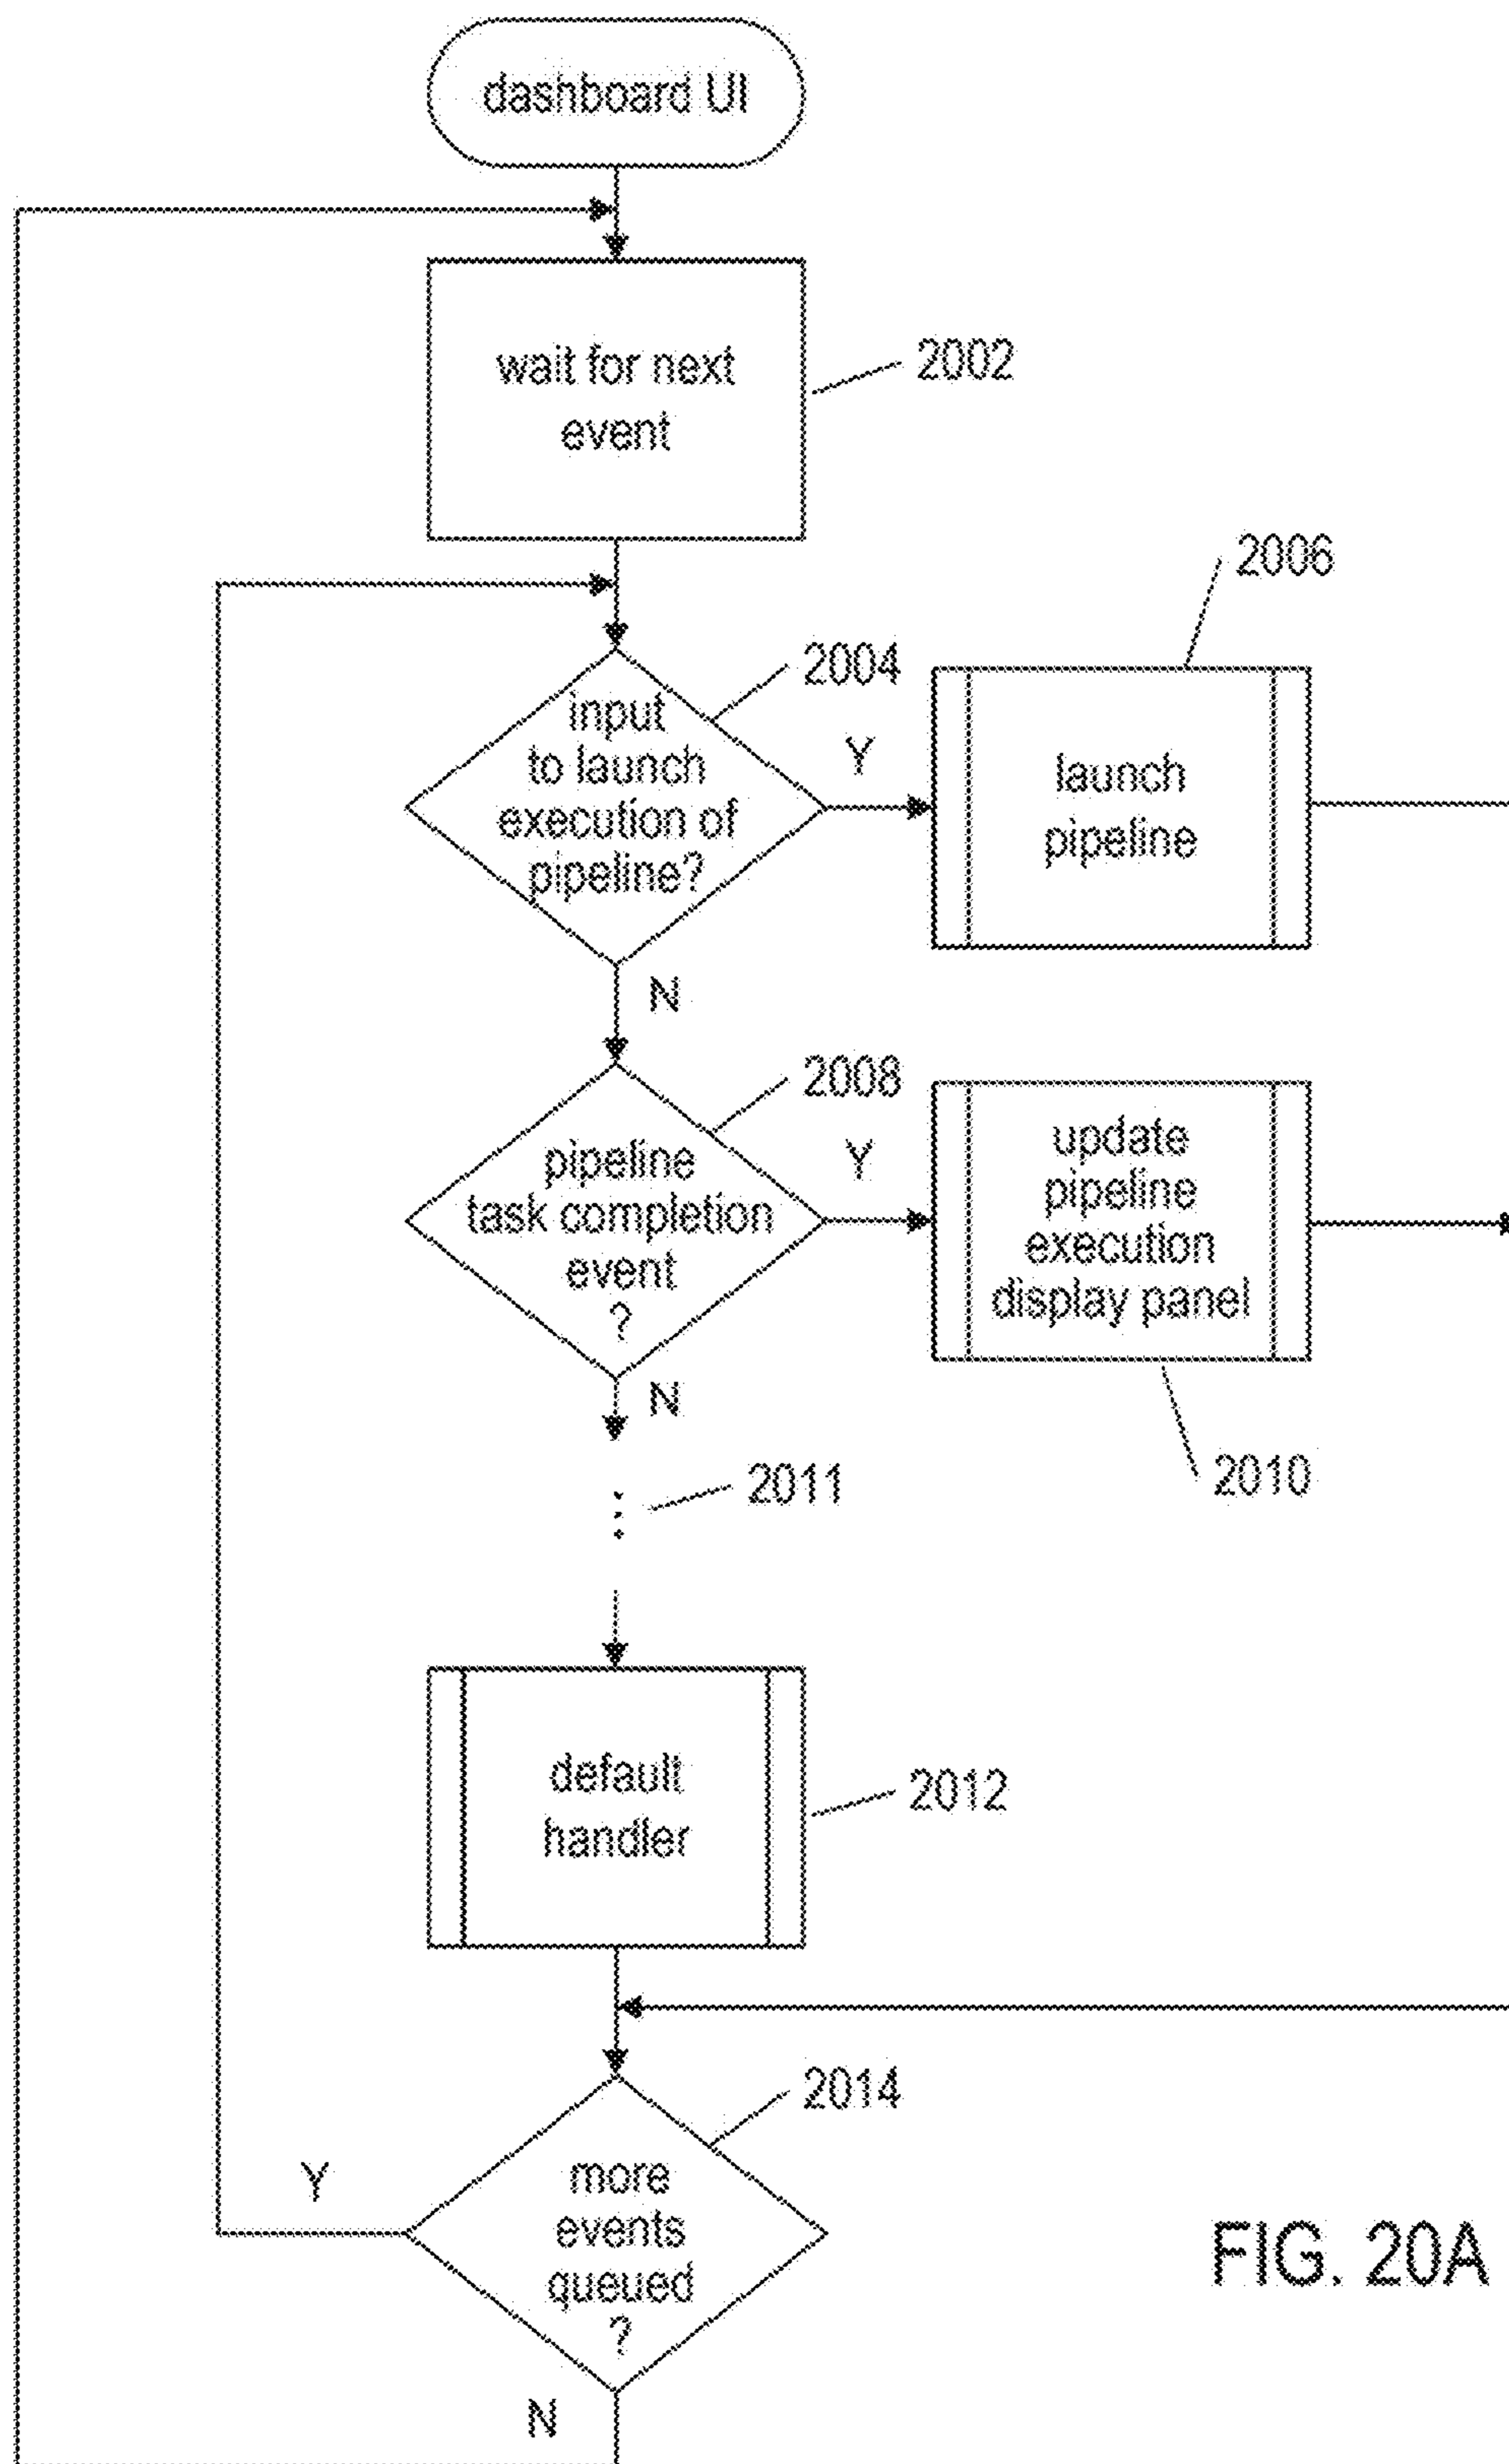 dashboard UI
wait for next
event
2002
2006
2004
input
to launch
execution of
pipeline?
Y
launch
pipeline
N
2008
pipeline
task completion
event
?
Y
update
pipeline
execution
display panel
N
2011
2010
default
handler
2012
2014
more
events
queued
?
Y
N
FIG. 20A